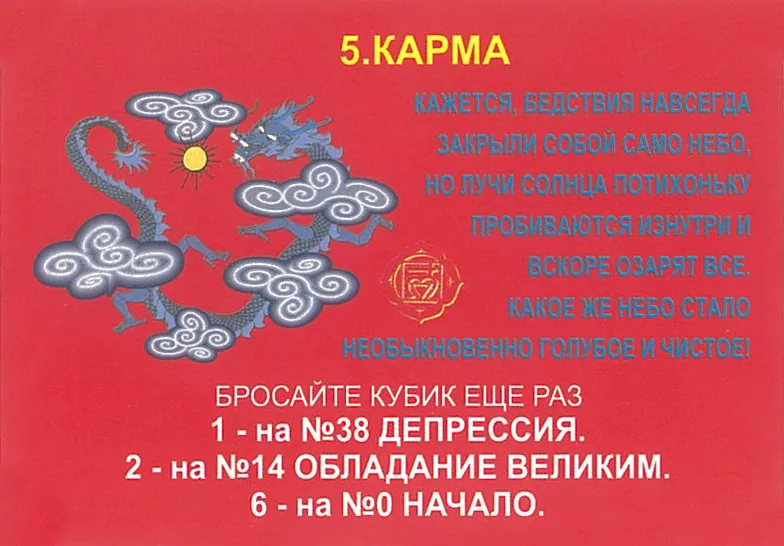 5.КАРМА
КАЖЕТСЯ, БЕДСТВИЯ НАВСЕГДА
ЗАКРЫЛИ СОБОЙ САМО НЕБО,
НО ЛУЧИ СОЛНЦА ПОТИХОНЬКУ
ПРОБИВАЮТСЯ ИЗНУТРИ И
ВСКОРЕ ОЗАРЯТ ВСЕ.
КАКОЕ ЖЕ НЕБО СТАЛО
НЕОБЫКНОВЕННО ГОЛУБОЕ И ЧИСТОЕ!
БРОСАЙТЕ КУБИК ЕЩЕ РАЗ
1 - на №38 ДЕПРЕССИЯ.
2 - на №14 ОБЛАДАНИЕ ВЕЛИКИМ.
6 - на №0 НАЧАЛО.